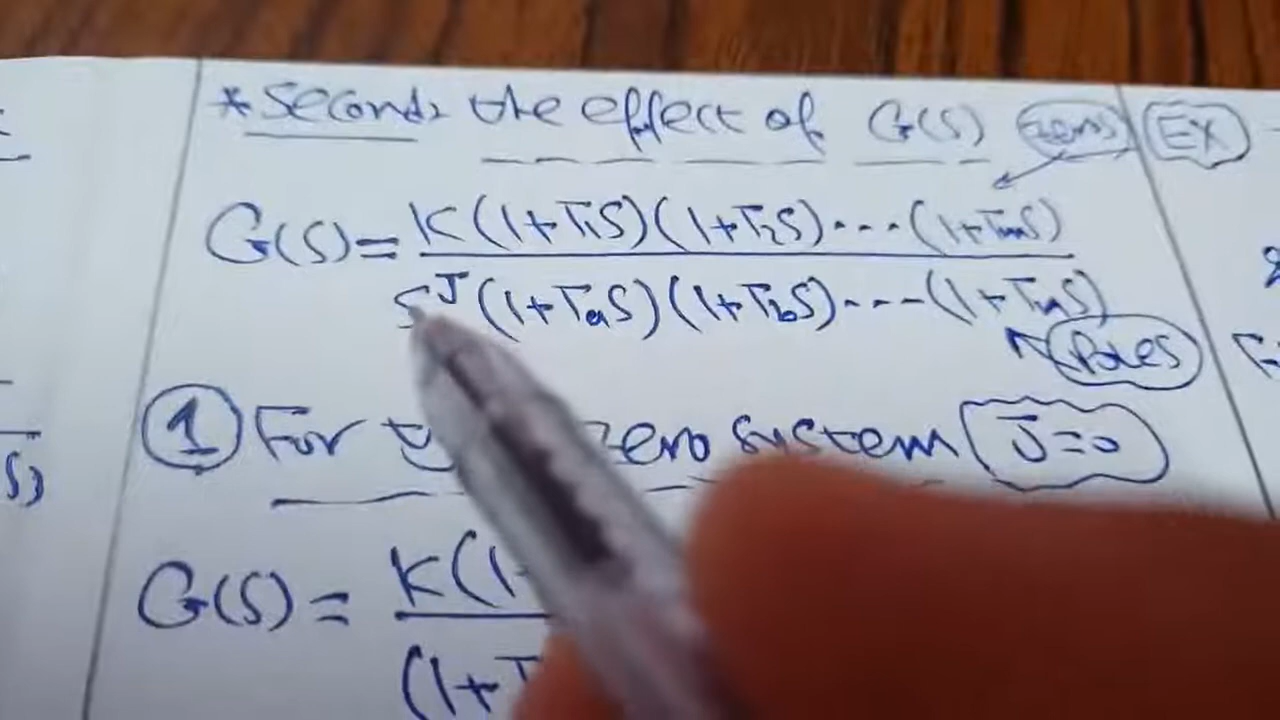 * Second, the effect of G(S) Zeros EX
G(S) = K(1+T1S)(1+T2S)...(1+TmS)
S^J (1+TaS)(1+TbS)---(1+TnS)
Poles
1 For zero system J=0
G(S) = K(1
(1+T
S)